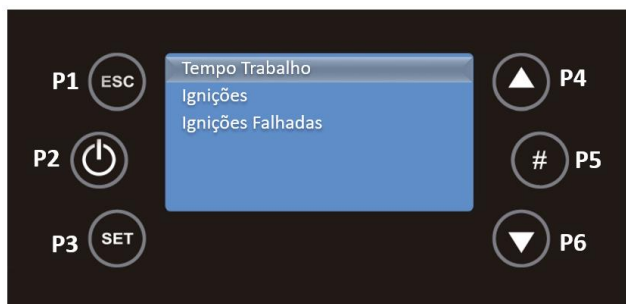 P1 ESC
Tempo Trabalho
Ignições
Ignições Falhadas
P4
P2
# P5
P3 SET
P6